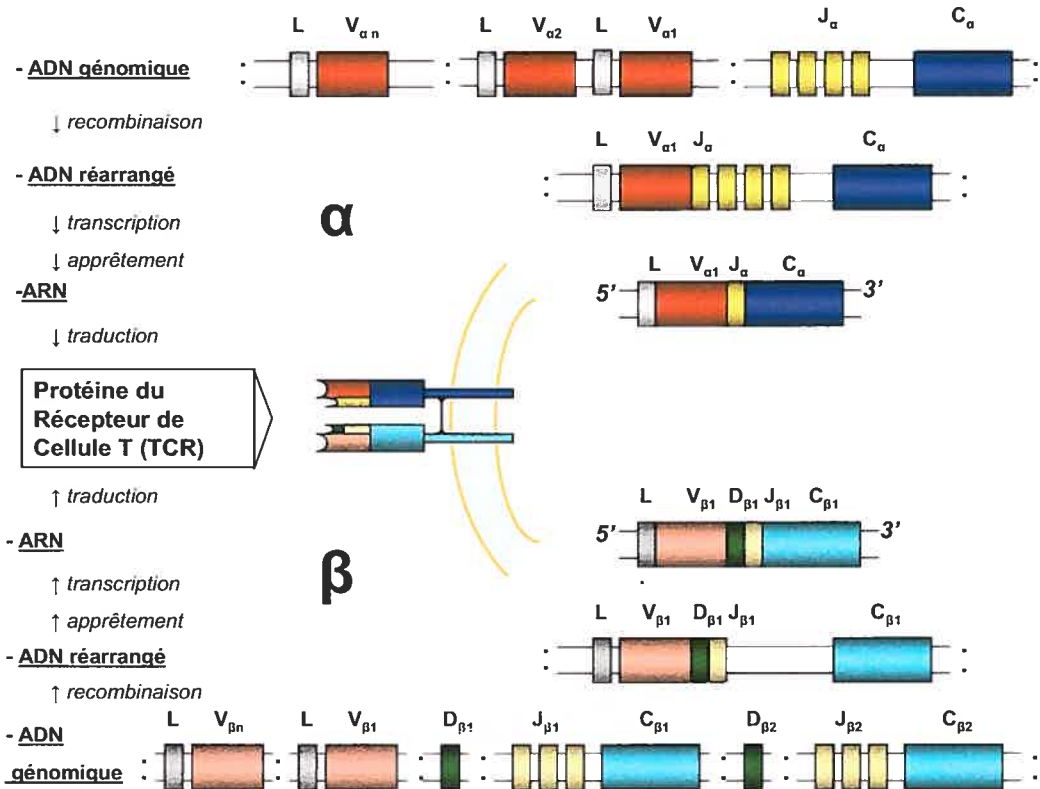 L V α n L V α2 L V α1 J α C α
- ADN génomique
↓ recombinaison
L V α1 J α C α
- ADN réarrangé
↓ transcription
α
↓ apprêtement
L V α1 J α C α
-ARN
5' 3'
↓ traduction
Protéine du
Récepteur de
Cellule T (TCR)
↑ traduction
L V β1 D β1 J β1 C β1
5' 3'
- ARN
β
↑ transcription
↑ apprêtement
L V β1 D β1 J β1 C β1
- ADN réarrangé
↑ recombinaison
L V βn L V β1 D β1 J β1 C β1 D β2 J β2 C β2
- ADN
génomique